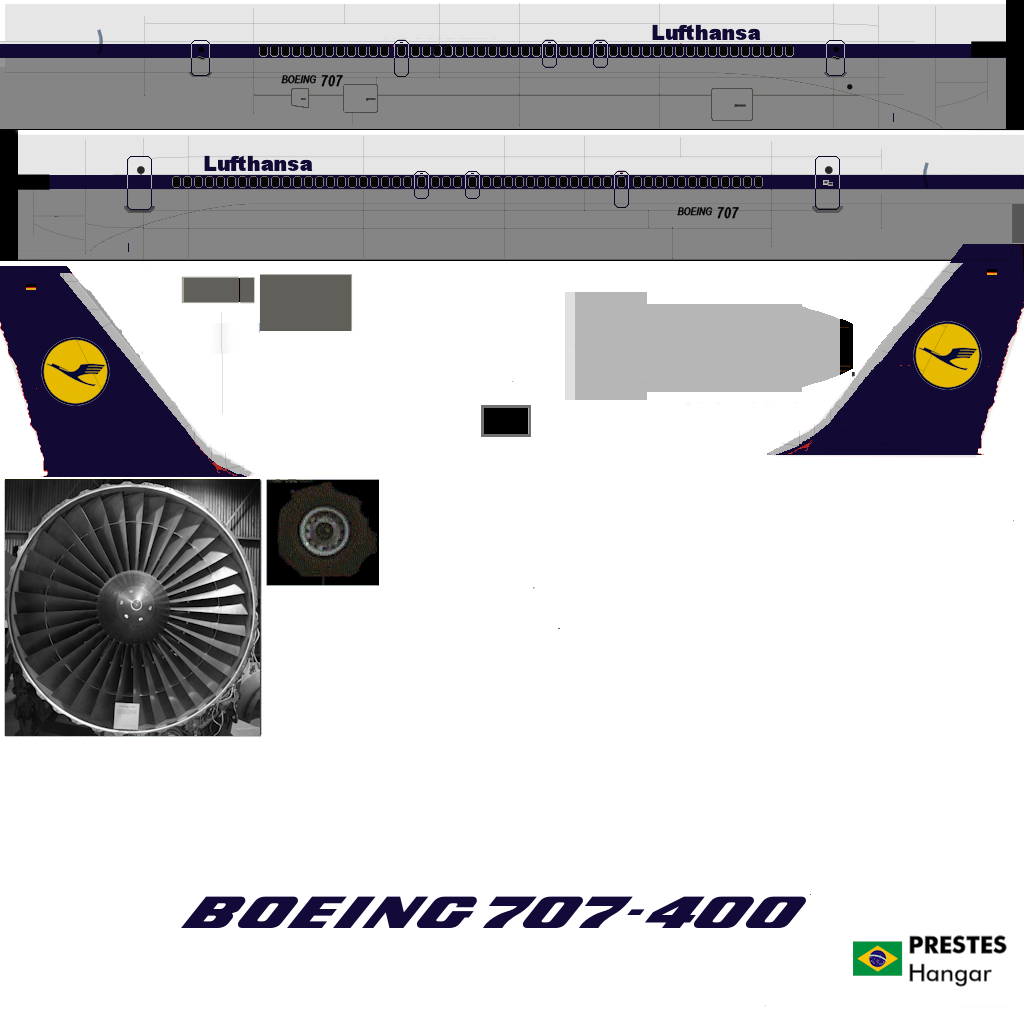 Lufthansa
BOEING 707
Lufthansa
BOEING 707
BOEING 707-400
PRESTES
Hangar